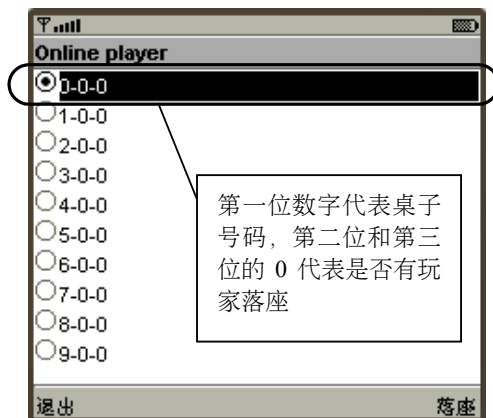 Online player
0-0-0
1-0-0
2-0-0
3-0-0
4-0-0
5-0-0
6-0-0
7-0-0
8-0-0
9-0-0
第一位数字代表桌子
号码，第二位和第三
位的 0 代表是否有玩
家落座
退出
落座